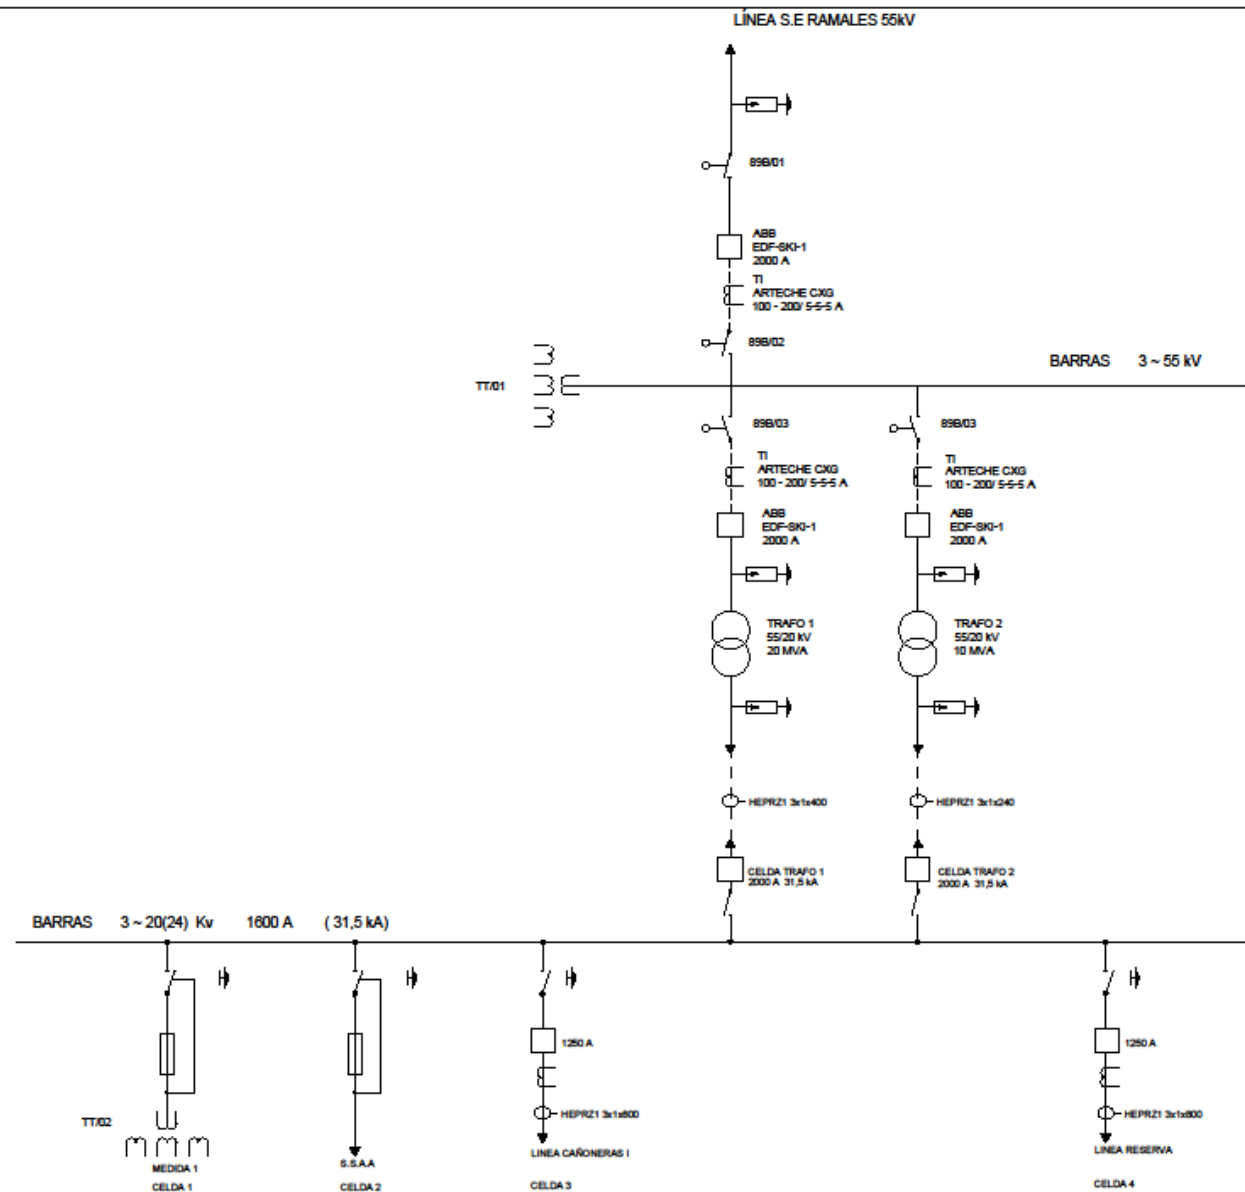 LÍNEA S.E RAMALES 55kV
89B/01
ABB
EDF-SKI-1
2000 A
TI
ARTECHE CXG
100 - 200/ 5-5-5 A
89B/02
BARRAS 3 ~ 55 kV
TT/01
89B/03
89B/03
TI
ARTECHE CXG
100 - 200/ 5-5-5 A
TI
ARTECHE CXG
100 - 200/ 5-5-5 A
ABB
EDF-SKI-1
2000 A
ABB
EDF-SKI-1
2000 A
TRAFO 1
55/20 kV
20 MVA
TRAFO 2
55/20 kV
10 MVA
HEPRZ1 3x1x400
HEPRZ1 3x1x240
CELDA TRAFO 1
2000 A 31,5 kA
CELDA TRAFO 2
2000 A 31,5 kA
BARRAS 3 ~ 20(24) Kv 1600 A ( 31,5 kA)
1250 A
1250 A
HEPRZ1 3x1x800
HEPRZ1 3x1x800
TT/02
MEDIDA 1
CELDA 1
S.S.A.A
CELDA 2
LINEA CAÑONERAS I
CELDA 3
LINEA RESERVA
CELDA 4